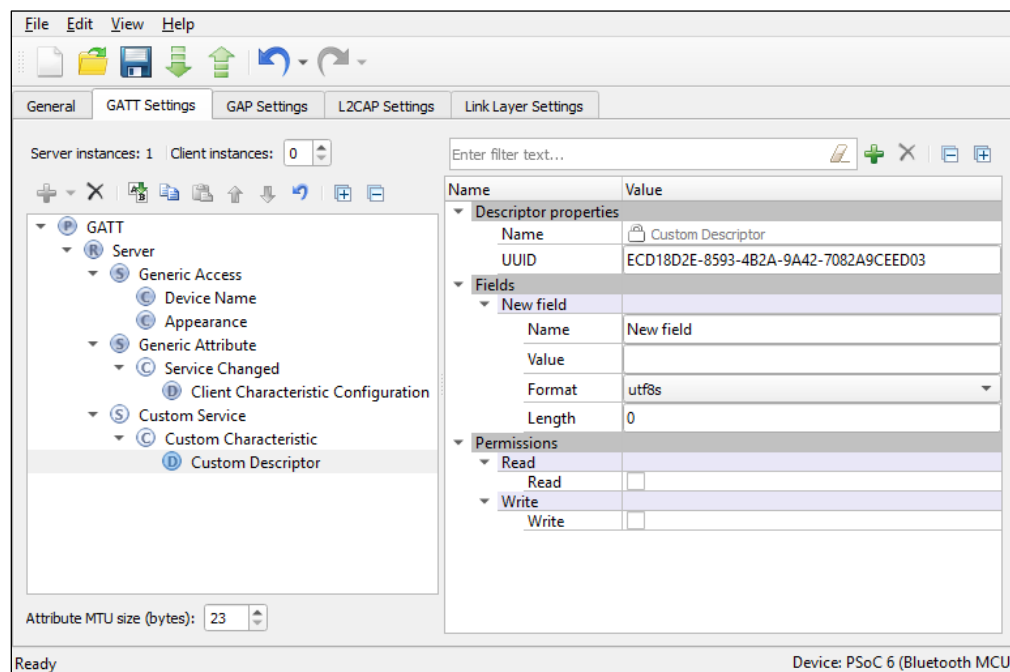 File Edit View Help
General GATT Settings GAP Settings L2CAP Settings Link Layer Settings
Server instances: 1 Client instances: 0
GATT
Server
Generic Access
Device Name
Appearance
Generic Attribute
Service Changed
Client Characteristic Configuration
Custom Service
Custom Characteristic
Custom Descriptor
Attribute MTU size (bytes): 23
Enter filter text...
Name Value
Descriptor properties
Name Custom Descriptor
UUID ECD18D2E-8593-4B2A-9A42-7082A9CEED03
Fields
New field
Name New field
Value
Format utf8s
Length 0
Permissions
Read
Read
Write
Write
Ready Device: PSoC 6 (Bluetooth MCU